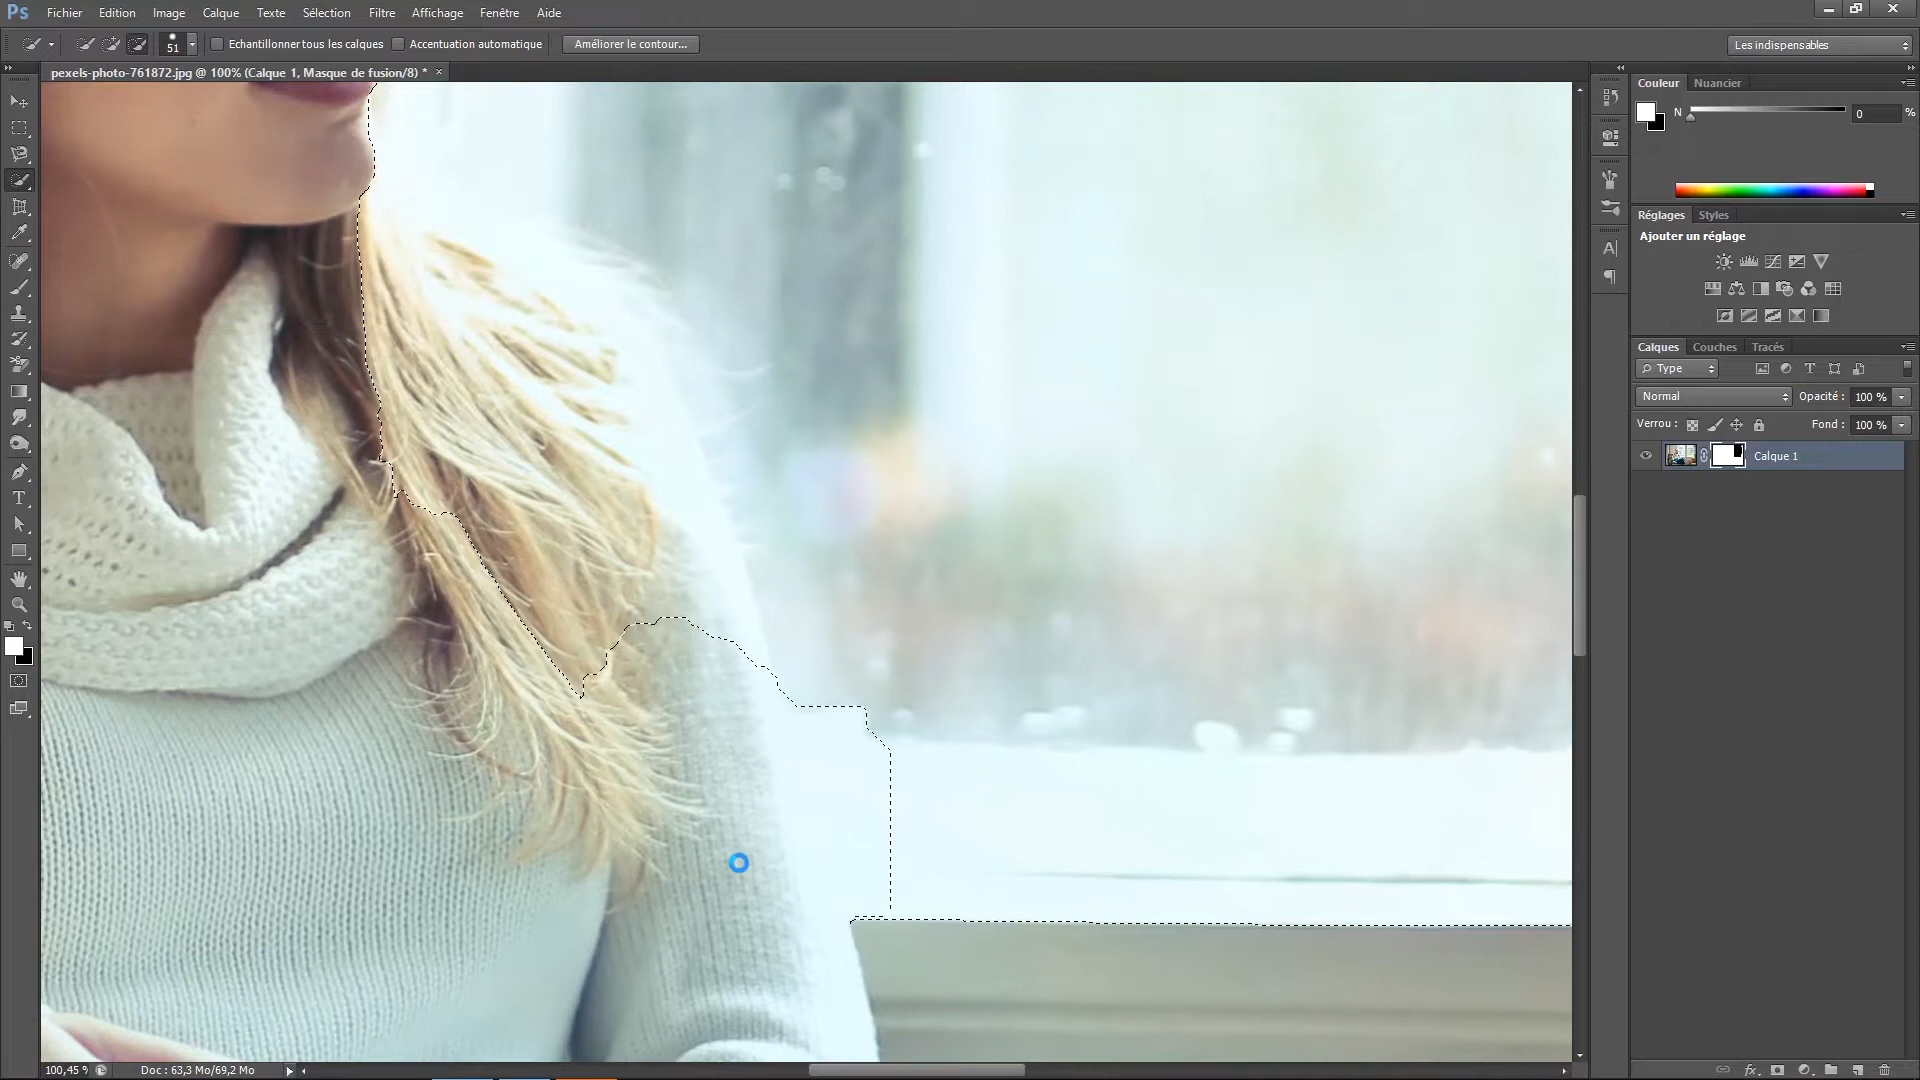 Ps Fichier Edition Image Calque Texte Sélection Filtre Affichage Fenêtre Aide
51 Echantillonner tous les calques Accentuation automatique Améliorer le contour... Les indispensables
pexels-photo-761872.jpg @ 100% (Calque 1, Masque de fusion/8) * ×
Couleur Nuancier
N 0 %
Réglages Styles
Ajouter un réglage
Calques Couches Tracés
Type
Normal Opacité : 100 %
Verrou : Fond : 100 %
Calque 1
100,45 % Doc : 63,3 Mo/69,2 Mo